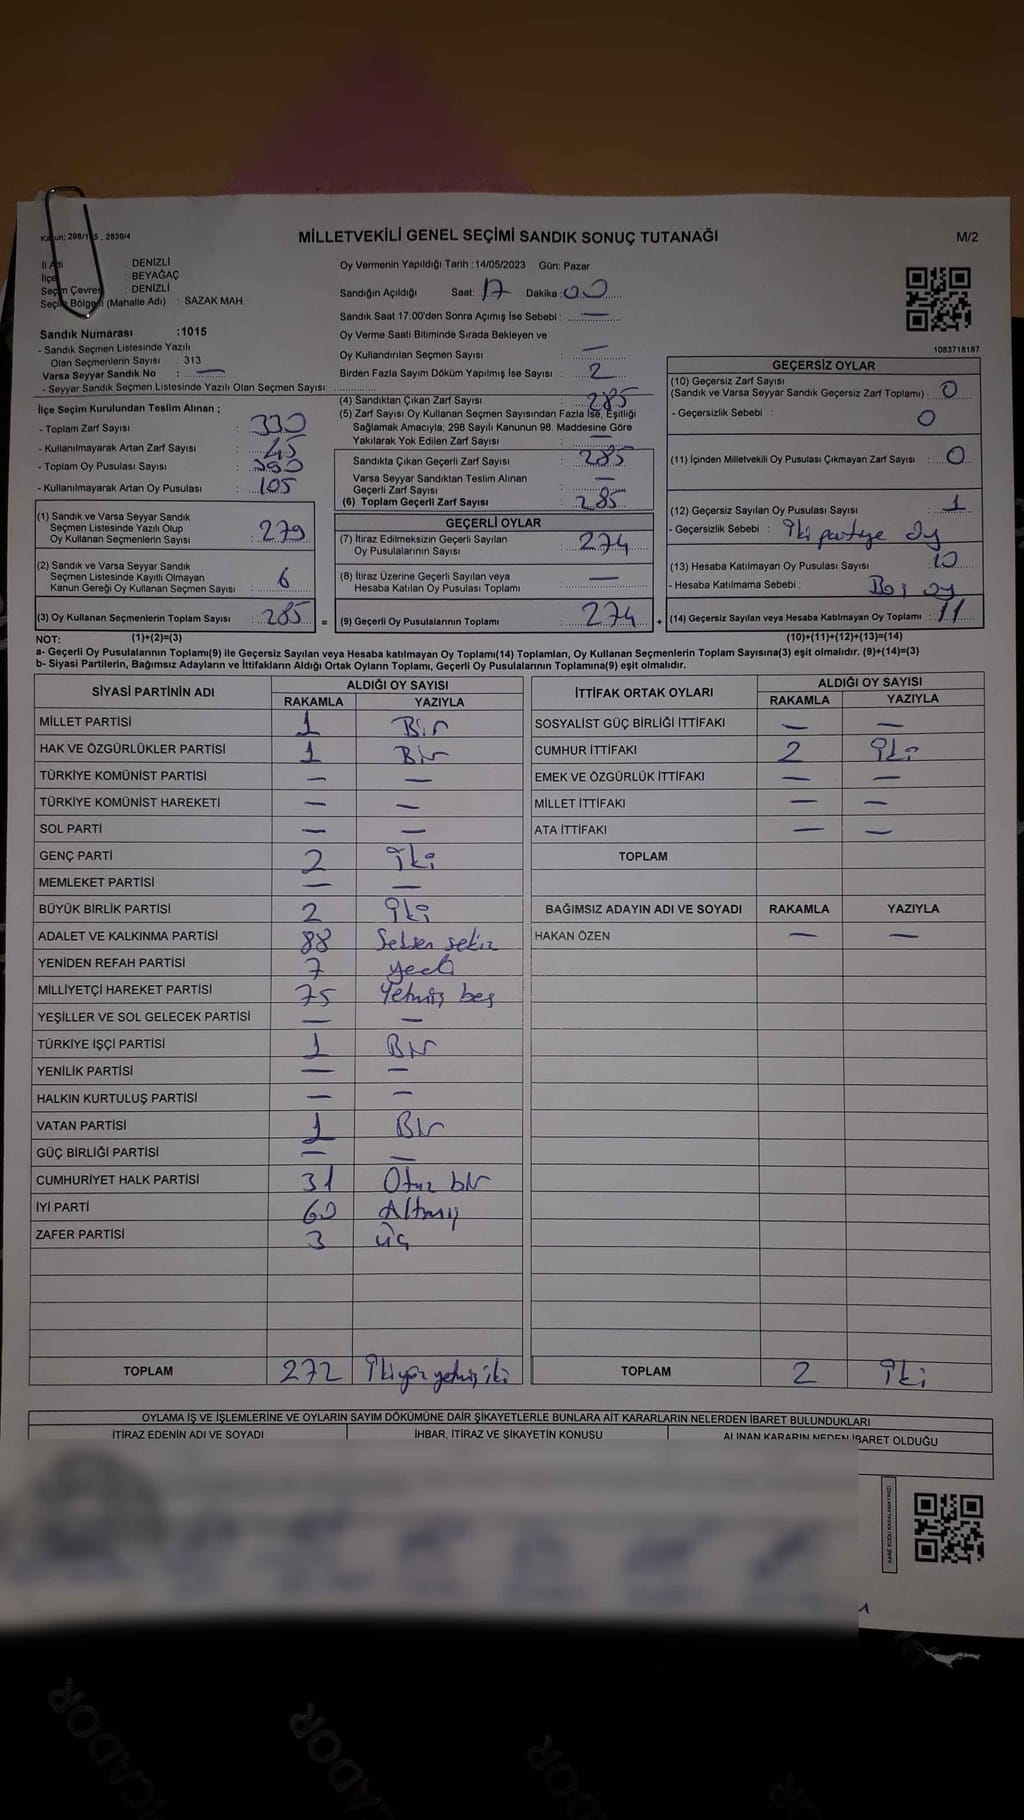 Kanun: 298/105, 2839/4
MİLLETVEKİLİ GENEL SEÇİMİ SANDIK SONUÇ TUTANAĞI
M/2
İl Adı : DENİZLİ
İlçe : BEYAĞAÇ
Seçim Çevresi : DENİZLİ
Seçim Bölgesi (Mahalle Adı) : SAZAK MAH.
Sandık Numarası :1015
- Sandık Seçmen Listesinde Yazılı
Olan Seçmenlerin Sayısı : 313
Varsa Seyyar Sandık No : —
- Seyyar Sandık Seçmen Listesinde Yazılı Olan Seçmen Sayısı:
Oy Vermenin Yapıldığı Tarih :14/05/2023 Gün: Pazar
Sandığın Açıldığı Saat: 17 Dakika :00
Sandık Saat 17:00'den Sonra Açımış İse Sebebi : —
Oy Verme Saati Bitiminde Sırada Bekleyen ve
Oy Kullandırılan Seçmen Sayısı : —
Birden Fazla Sayım Döküm Yapılmış İse Sayısı : 2
1083718187
İlçe Seçim Kurulundan Teslim Alınan ;
- Toplam Zarf Sayısı : 330
- Kullanılmayarak Artan Zarf Sayısı : 45
- Toplam Oy Pusulası Sayısı :
- Kullanılmayarak Artan Oy Pusulası : 105
(1) Sandık ve Varsa Seyyar Sandık
Seçmen Listesinde Yazılı Olup
Oy Kullanan Seçmenlerin Sayısı : 279
(2) Sandık ve Varsa Seyyar Sandık
Seçmen Listesinde Kayıtlı Olmayan
Kanun Gereği Oy Kullanan Seçmen Sayısı : 6
(3) Oy Kullanan Seçmenlerin Toplam Sayısı : 285 =
(4) Sandıktan Çıkan Zarf Sayısı : 285
(5) Zarf Sayısı Oy Kullanan Seçmen Sayısından Fazla İse, Eşitliği
Sağlamak Amacıyla; 298 Sayılı Kanunun 98. Maddesine Göre
Yakılarak Yok Edilen Zarf Sayısı : —
Sandıkta Çıkan Geçerli Zarf Sayısı : 285
Varsa Seyyar Sandıktan Teslim Alınan
Geçerli Zarf Sayısı : —
(6) Toplam Geçerli Zarf Sayısı : 285
GEÇERLİ OYLAR
(7) İtiraz Edilmeksizin Geçerli Sayılan
Oy Pusulalarının Sayısı : 274
(8) İtiraz Üzerine Geçerli Sayılan veya
Hesaba Katılan Oy Pusulası Toplamı : —
(9) Geçerli Oy Pusulalarının Toplamı : 274 +
GEÇERSİZ OYLAR
(10) Geçersiz Zarf Sayısı
(Sandık ve Varsa Seyyar Sandık Geçersiz Zarf Toplamı) : 0
- Geçersizlik Sebebi : 0
(11) İçinden Milletvekili Oy Pusulası Çıkmayan Zarf Sayısı : 0
(12) Geçersiz Sayılan Oy Pusulası Sayısı : 1
- Geçersizlik Sebebi : iki partiye oy
(13) Hesaba Katılmayan Oy Pusulası Sayısı : 10
- Hesaba Katılmama Sebebi : Boş oy
(14) Geçersiz Sayılan veya Hesaba Katılmayan Oy Toplamı : 11
NOT: (1)+(2)=(3) (10)+(11)+(12)+(13)=(14)
a- Geçerli Oy Pusulalarının Toplamı(9) ile Geçersiz Sayılan veya Hesaba katılmayan Oy Toplamı(14) Toplamları, Oy Kullanan Seçmenlerin Toplam Sayısına(3) eşit olmalıdır. (9)+(14)=(3)
b- Siyasi Partilerin, Bağımsız Adayların ve İttifakların Aldığı Ortak Oyların Toplamı, Geçerli Oy Pusulalarının Toplamına(9) eşit olmalıdır.
SİYASİ PARTİNİN ADI ALDIĞI OY SAYISI
RAKAMLA YAZIYLA
MİLLET PARTİSİ 1 Bir
HAK VE ÖZGÜRLÜKLER PARTİSİ 1 Bir
TÜRKİYE KOMÜNİST PARTİSİ — —
TÜRKİYE KOMÜNİST HAREKETİ — —
SOL PARTİ — —
GENÇ PARTİ 2 iki
MEMLEKET PARTİSİ — —
BÜYÜK BİRLİK PARTİSİ 2 iki
ADALET VE KALKINMA PARTİSİ 88 Seksen sekiz
YENİDEN REFAH PARTİSİ 7 yedi
MİLLİYETÇİ HAREKET PARTİSİ 75 Yetmiş beş
YEŞİLLER VE SOL GELECEK PARTİSİ — —
TÜRKİYE İŞÇİ PARTİSİ 1 Bir
YENİLİK PARTİSİ — —
HALKIN KURTULUŞ PARTİSİ — —
VATAN PARTİSİ 1 Bir
GÜÇ BİRLİĞİ PARTİSİ — —
CUMHURİYET HALK PARTİSİ 31 Otuz bir
İYİ PARTİ 60 Altmış
ZAFER PARTİSİ 3 üç
TOPLAM 272 ikiyüz yetmiş iki
İTTİFAK ORTAK OYLARI ALDIĞI OY SAYISI
RAKAMLA YAZIYLA
SOSYALİST GÜÇ BİRLİĞİ İTTİFAKI — —
CUMHUR İTTİFAKI 2 iki
EMEK VE ÖZGÜRLÜK İTTİFAKI — —
MİLLET İTTİFAKI — —
ATA İTTİFAKI — —
TOPLAM
BAĞIMSIZ ADAYIN ADI VE SOYADI RAKAMLA YAZIYLA
HAKAN ÖZEN — —
TOPLAM 2 iki
OYLAMA İŞ VE İŞLEMLERİNE VE OYLARIN SAYIM DÖKÜMÜNE DAİR ŞİKAYETLERLE BUNLARA AİT KARARLARIN NELERDEN İBARET BULUNDUKLARI
İTİRAZ EDENİN ADI VE SOYADI İHBAR, İTİRAZ VE ŞİKAYETİN KONUSU ALINAN KARARIN NEDEN İBARET OLDUĞU
KARE KODU KARALAMAYINIZ!